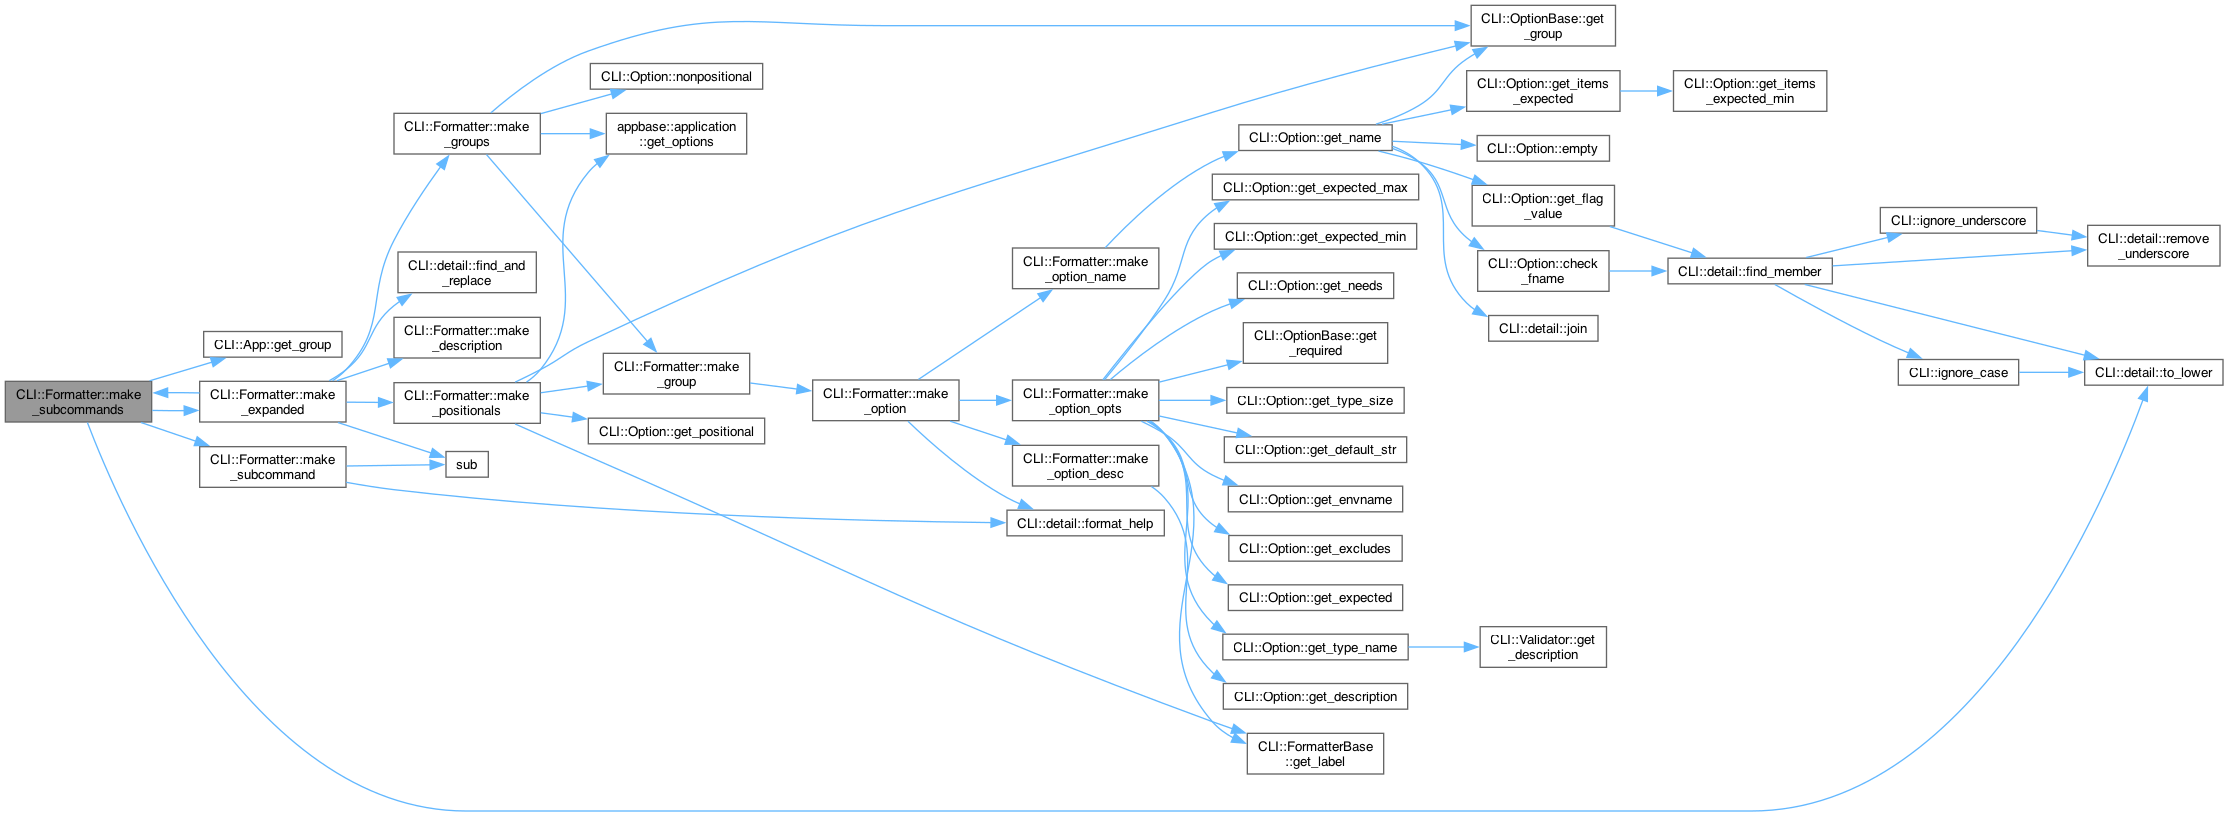 CLI::Formatter::make
_subcommands
CLI::App::get_group
CLI::Formatter::make
_expanded
CLI::Formatter::make
_subcommand
CLI::Formatter::make
_groups
CLI::detail::find_and
_replace
CLI::Formatter::make
_description
CLI::Formatter::make
_positionals
sub
CLI::Option::nonpositional
appbase::application
::get_options
CLI::Formatter::make
_group
CLI::Option::get_positional
CLI::Formatter::make
_option
CLI::Formatter::make
_option_name
CLI::Formatter::make
_option_opts
CLI::Formatter::make
_option_desc
CLI::detail::format_help
CLI::Option::get_name
CLI::Option::get_expected_max
CLI::Option::get_expected_min
CLI::Option::get_needs
CLI::OptionBase::get
_required
CLI::Option::get_type_size
CLI::Option::get_default_str
CLI::Option::get_envname
CLI::Option::get_excludes
CLI::Option::get_expected
CLI::Option::get_type_name
CLI::Option::get_description
CLI::FormatterBase
::get_label
CLI::OptionBase::get
_group
CLI::Option::get_items
_expected
CLI::Option::empty
CLI::Option::get_flag
_value
CLI::Option::check
_fname
CLI::detail::join
CLI::Validator::get
_description
CLI::Option::get_items
_expected_min
CLI::detail::find_member
CLI::ignore_underscore
CLI::ignore_case
CLI::detail::remove
_underscore
CLI::detail::to_lower